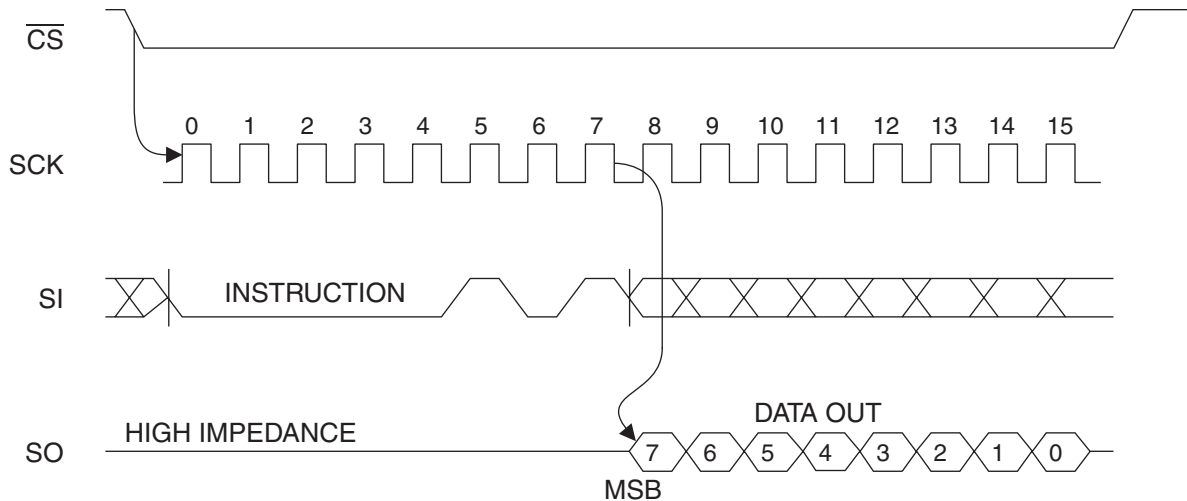 CS
0 1 2 3 4 5 6 7 8 9 10 11 12 13 14 15
SCK
SI
INSTRUCTION
DATA OUT
HIGH IMPEDANCE
SO
7 6 5 4 3 2 1 0
MSB